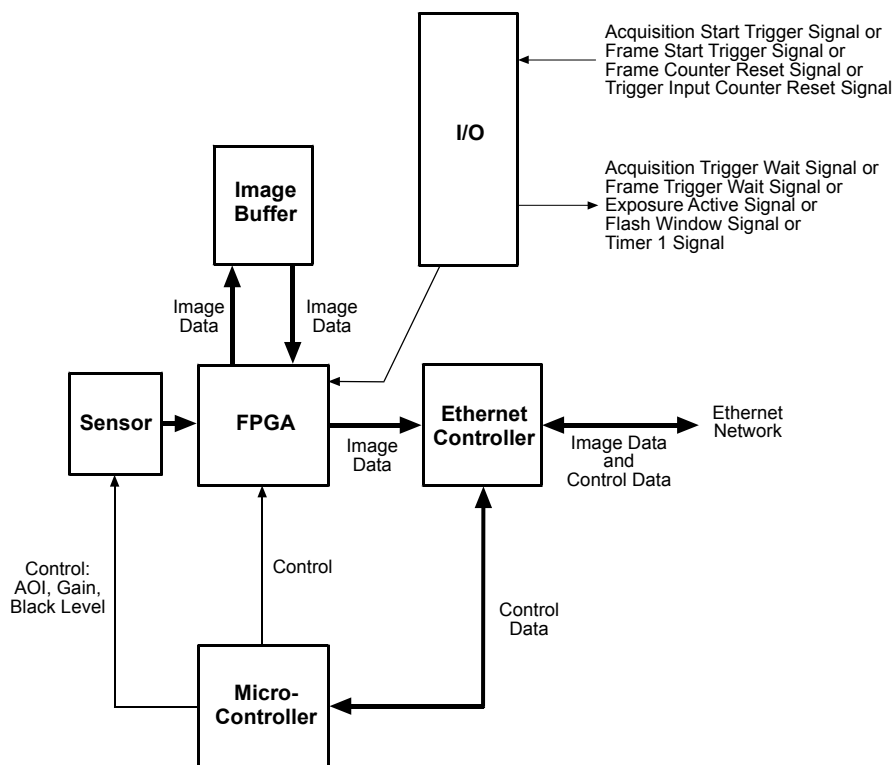 Acquisition Start Trigger Signal or
Frame Start Trigger Signal or
Frame Counter Reset Signal or
Trigger Input Counter Reset Signal
I/O
Acquisition Trigger Wait Signal or
Frame Trigger Wait Signal or
Exposure Active Signal or
Flash Window Signal or
Timer 1 Signal
Image
Buffer
Image
Data
Image
Data
Sensor
FPGA
Image
Data
Ethernet
Controller
Image Data
and
Control Data
Ethernet
Network
Control:
AOI, Gain,
Black Level
Control
Control
Data
Micro-
Controller